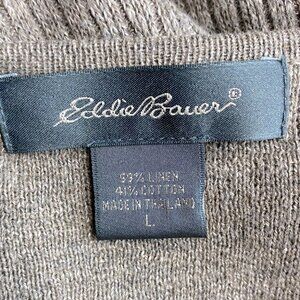 Eddie Bauer®
59% LINEN
41% COTTON
MADE IN THAILAND
L